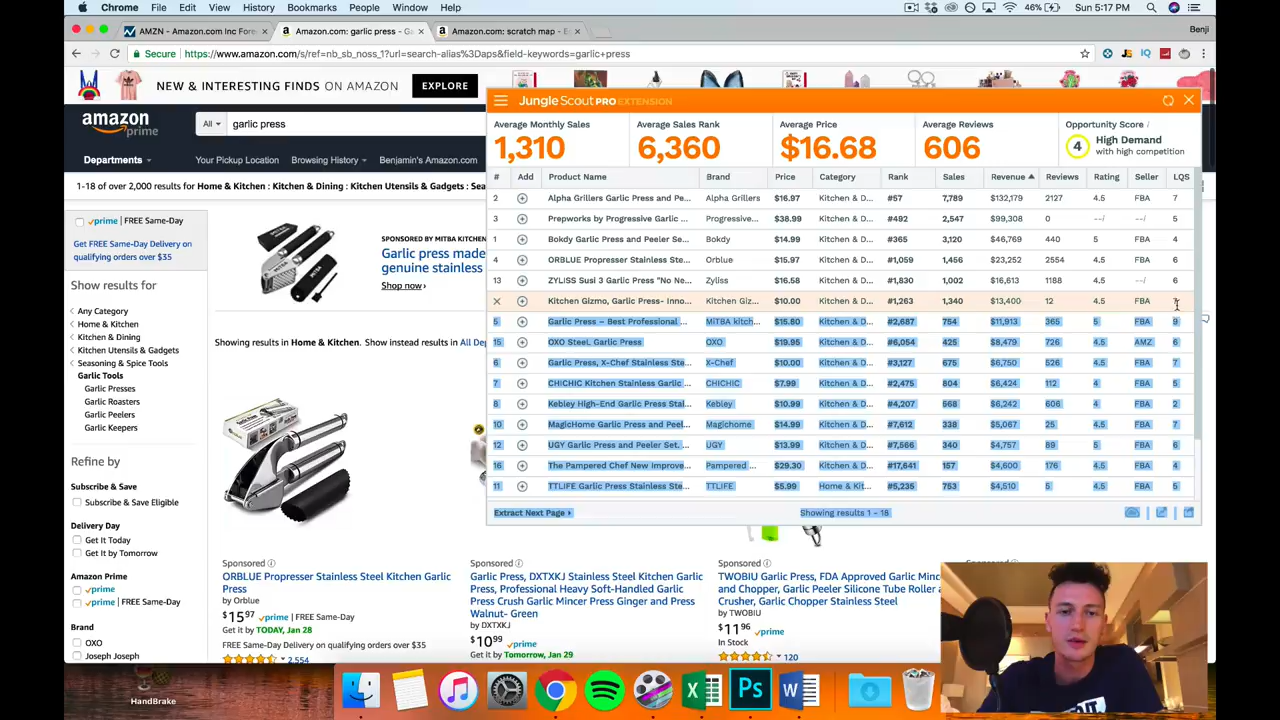 Chrome File Edit View History Bookmarks People Window Help
46% Sun 5:17 PM
Benji
AMZN - Amazon.com Inc Fore
Amazon.com: garlic press - G
Amazon.com: scratch map - E
Secure https://www.amazon.com/s/ref=nb_sb_noss_1?url=search-alias%3Daps&field-keywords=garlic+press
NEW & INTERESTING FINDS ON AMAZON EXPLORE
amazon prime
All garlic press
Departments Your Pickup Location Browsing History Benjamin's Amazon.com
1-18 of over 2,000 results for Home & Kitchen : Kitchen & Dining : Kitchen Utensils & Gadgets : Sea
prime FREE Same-Day
Get FREE Same-Day Delivery on
qualifying orders over $35
Show results for
Any Category
Home & Kitchen
Kitchen & Dining
Kitchen Utensils & Gadgets
Seasoning & Spice Tools
Garlic Tools
Garlic Presses
Garlic Roasters
Garlic Peelers
Garlic Keepers
Refine by
Subscribe & Save
Subscribe & Save Eligible
Delivery Day
Get It Today
Get It by Tomorrow
Amazon Prime
prime
prime FREE Same-Day
Brand
OXO
Joseph Joseph
HandBrake
SPONSORED BY MITBA KITCHEN
Garlic press made
genuine stainless
Shop now ›
Showing results in Home & Kitchen. Show instead results in All Dep
Jungle Scout PRO EXTENSION
Average Monthly Sales
1,310
Average Sales Rank
6,360
Average Price
$16.68
Average Reviews
606
Opportunity Score i
4 High Demand
with high competition
# Add Product Name Brand Price Category Rank Sales Revenue Reviews Rating Seller LQS
2 Alpha Grillers Garlic Press and Pe... Alpha Grillers $16.97 Kitchen & D... #57 7,789 $132,179 2127 4.5 FBA 7
3 Prepworks by Progressive Garlic ... Progressive... $38.99 Kitchen & D... #492 2,547 $99,308 0 --/ --/ 5
1 Bokdy Garlic Press and Peeler Se... Bokdy $14.99 Kitchen & D... #365 3,120 $46,769 440 5 FBA 4
4 ORBLUE Propresser Stainless Ste... Orblue $15.97 Kitchen & D... #1,059 1,456 $23,252 2554 4.5 FBA 6
13 ZYLISS Susi 3 Garlic Press "No Ne... Zyliss $16.58 Kitchen & D... #1,830 1,002 $16,613 1188 4.5 --/ 6
Kitchen Gizmo, Garlic Press- Inno... Kitchen Giz... $10.00 Kitchen & D... #1,263 1,340 $13,400 12 4.5 FBA
5 Garlic Press – Best Professional ... MiTBA kitch... $15.80 Kitchen & D... #2,687 754 $11,913 365 5 FBA 9
15 OXO Steel Garlic Press OXO $19.95 Kitchen & D... #6,054 425 $8,479 726 4.5 AMZ 6
6 Garlic Press, X-Chef Stainless Ste... X-Chef $10.00 Kitchen & D... #3,127 675 $6,750 526 4.5 FBA 7
7 CHICHIC Kitchen Stainless Garlic ... CHICHIC $7.99 Kitchen & D... #2,475 804 $6,424 112 4 FBA 5
8 Kebley High-End Garlic Press Stai... Kebley $10.99 Kitchen & D... #4,207 568 $6,242 606 4 FBA 2
10 MagicHome Garlic Press and Peel... Magichome $14.99 Kitchen & D... #7,612 338 $5,067 25 4.5 FBA 7
12 UGY Garlic Press and Peeler Set. ... UGY $13.99 Kitchen & D... #7,566 340 $4,757 89 5 FBA 6
16 The Pampered Chef New Improve... Pampered ... $29.30 Kitchen & D... #17,641 157 $4,600 176 4.5 FBA 4
11 TTLIFE Garlic Press Stainless Ste... TTLIFE $5.99 Home & Kit... #5,235 753 $4,510 5 4.5 FBA 5
Extract Next Page Showing results 1 - 18
Sponsored
ORBLUE Propresser Stainless Steel Kitchen Garlic
Press
by Orblue
$15.97 prime | FREE Same-Day
Get it by TODAY, Jan 28
FREE Same-Day Delivery on qualifying orders over $35
2,554
Sponsored
Garlic Press, DXTXKJ Stainless Steel Kitchen Garlic
Press, Professional Heavy Soft-Handled Garlic
Press Crush Garlic Mincer Press Ginger and Press
Walnut- Green
by DXTXKJ
$10.99 prime
Get it by Tomorrow, Jan 29
Sponsored
TWOBIU Garlic Press, FDA Approved Garlic Minc
and Chopper, Garlic Peeler Silicone Tube Roller a
Crusher, Garlic Chopper Stainless Steel
by TWOBIU
$11.96 prime
In Stock
120
Ps